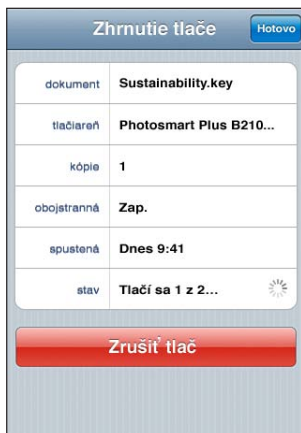 Zhrnutie tlače
Hotovo
dokument Sustainability.key
tlačiareň Photosmart Plus B210...
kópie 1
obojstranná Zap.
spustená Dnes 9:41
stav Tlačí sa 1 z 2...
Zrušiť tlač